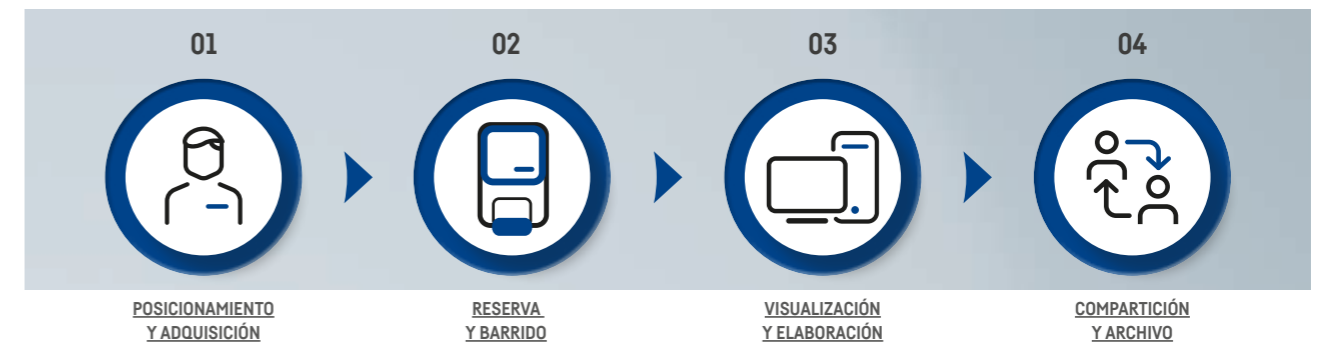 01
02
03
04
POSICIONAMIENTO
Y ADQUISICIÓN
RESERVA
Y BARRIDO
VISUALIZACIÓN
Y ELABORACIÓN
COMPARTICIÓN
Y ARCHIVO